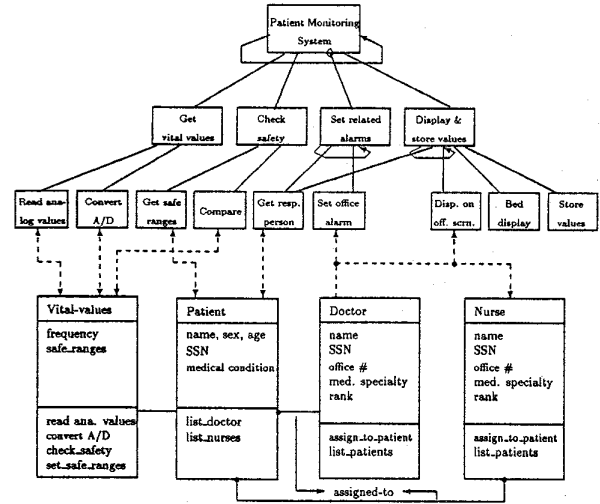 Patient Monitoring
System
Get
vital values
Check
safety
Set related
alarms
Display &
store values
Read ana-
log values
Convert
A/D
Get safe
ranges
Compare
Get resp.
person
Set office
alarm
Disp. on
off. scrn.
Bed
display
Store
values
Vital-values
frequency
safe_ranges
read ana. values
convert A/D
check_safety
set_safe_ranges
Patient
name, sex, age
SSN
medical condition
list_doctor
list_nurses
Doctor
name
SSN
office #
med. specialty
rank
assign_to_patient
list_patients
Nurse
name
SSN
office #
med. specialty
rank
assign_to_patient
list_patients
assigned-to